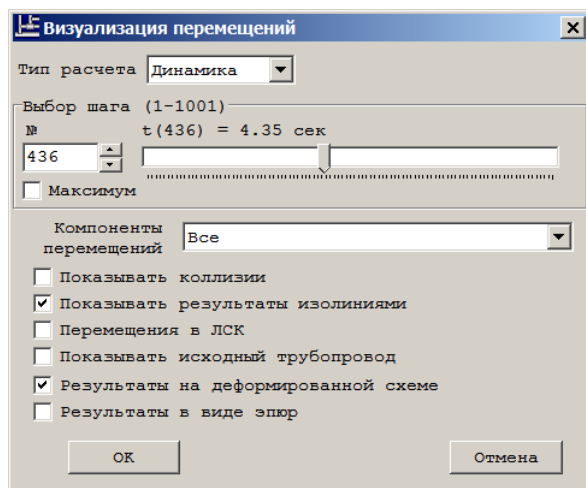 Визуализация перемещений
Тип расчета Динамика
Выбор шага (1-1001)
№ t(436) = 4.35 сек
436
Максимум
Компоненты
перемещений Все
Показывать коллизии
Показывать результаты изолиниями
Перемещения в ЛСК
Показывать исходный трубопровод
Результаты на деформированной схеме
Результаты в виде эпюр
OK Отмена